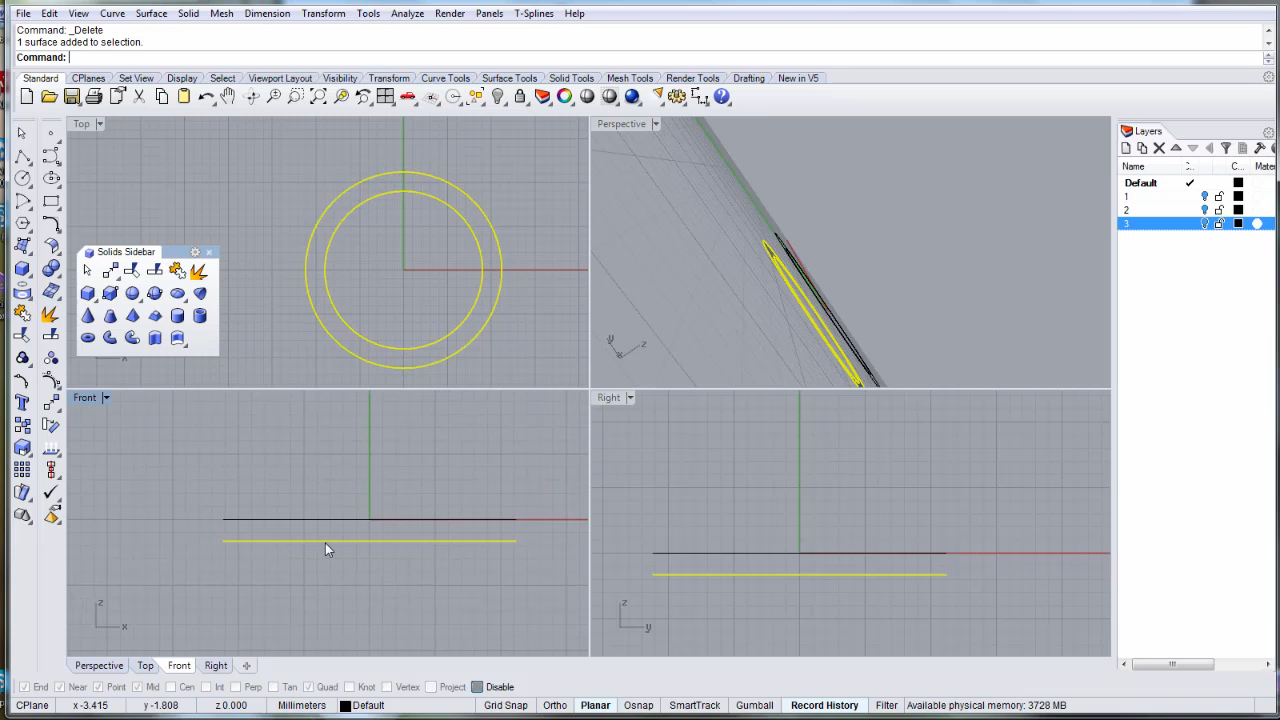 File Edit View Curve Surface Solid Mesh Dimension Transform Tools Analyze Render Panels T-Splines Help
Command: _Delete
1 surface added to selection.
Command:
Standard CPlanes Set View Display Select Viewport Layout Visibility Transform Curve Tools Surface Tools Solid Tools Mesh Tools Render Tools Drafting New in V5
Top
Perspective
Layers
Name C... Mater
Default
1
2
3
Solids Sidebar
x
y z
Front
Right
z
x
z
y
Perspective Top Front Right
End Near Point Mid Cen Int Perp Tan Quad Knot Vertex Project Disable
CPlane x -3.415 y -1.808 z 0.000 Millimeters Default Grid Snap Ortho Planar Osnap SmartTrack Gumball Record History Filter Available physical memory: 3728 MB